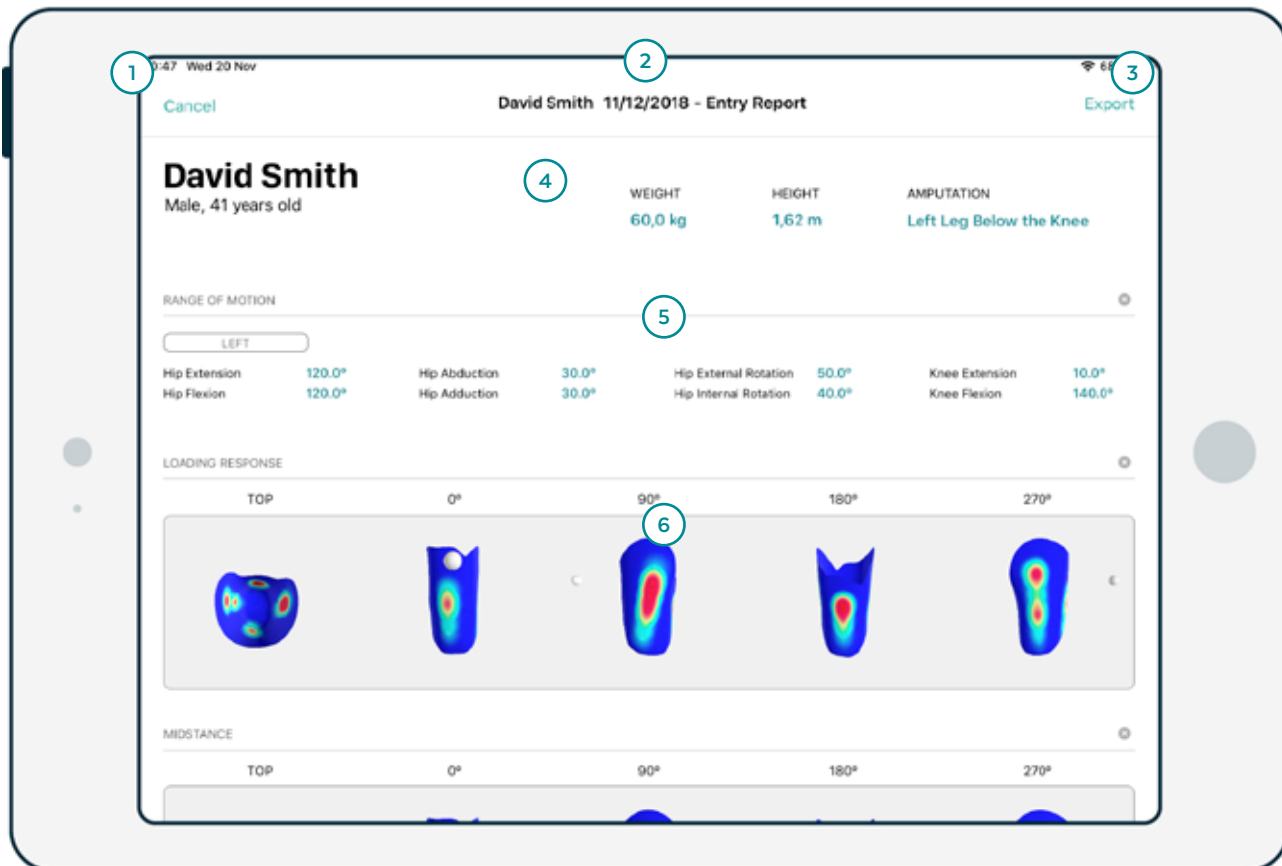 1
2
3
:47 Wed 20 Nov
Cancel
David Smith 11/12/2018 - Entry Report
Export
David Smith
Male, 41 years old
4
WEIGHT
HEIGHT
AMPUTATION
60,0 kg
1,62 m
Left Leg Below the Knee
RANGE OF MOTION
5
LEFT
Hip Extension 120.0° Hip Abduction 30.0° Hip External Rotation 50.0° Knee Extension 10.0°
Hip Flexion 120.0° Hip Adduction 30.0° Hip Internal Rotation 40.0° Knee Flexion 140.0°
LOADING RESPONSE
TOP 0° 90° 180° 270°
6
MIDSTANCE
TOP 0° 90° 180° 270°